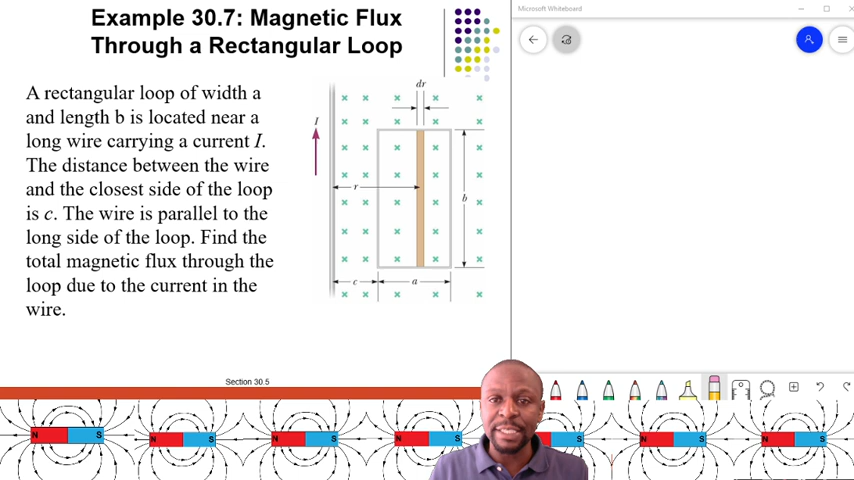 Example 30.7: Magnetic Flux
Through a Rectangular Loop
Microsoft Whiteboard
A rectangular loop of width a
and length b is located near a
long wire carrying a current I.
The distance between the wire
and the closest side of the loop
is c. The wire is parallel to the
long side of the loop. Find the
total magnetic flux through the
loop due to the current in the
wire.
dr
I
r
b
c
a
Section 30.5
N S
N S
N S
N S
S
N S
N S